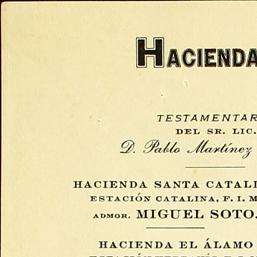 HACIENDA
TESTAMENTAR
DEL SR. LIC.
D. Pablo Martínez
HACIENDA SANTA CATALI
ESTACIÓN CATALINA, F. I. M
ADMOR. MIGUEL SOTO.
HACIENDA EL ÁLAMO